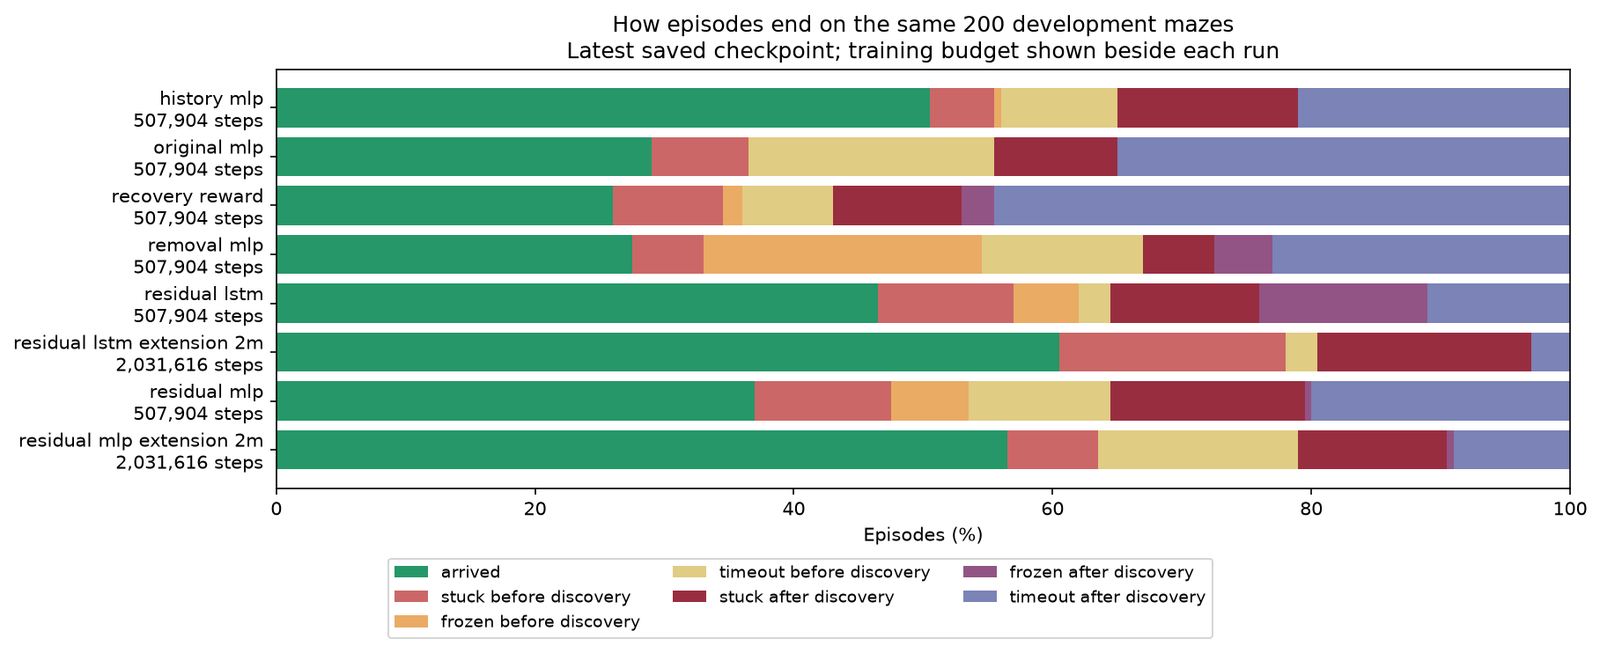 How episodes end on the same 200 development mazes
Latest saved checkpoint; training budget shown beside each run
history mlp
507,904 steps
original mlp
507,904 steps
recovery reward
507,904 steps
removal mlp
507,904 steps
residual lstm
507,904 steps
residual lstm extension 2m
2,031,616 steps
residual mlp
507,904 steps
residual mlp extension 2m
2,031,616 steps
0 20 40 60 80 100
Episodes (%)
arrived
stuck before discovery
frozen before discovery
timeout before discovery
stuck after discovery
frozen after discovery
timeout after discovery